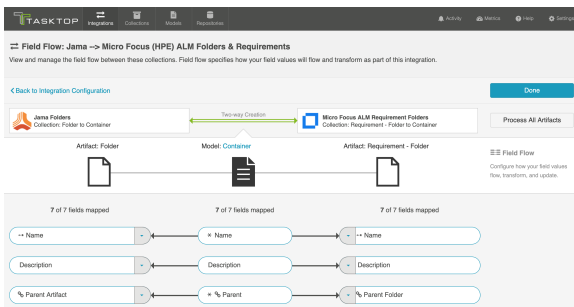 TASKTOP
Integrations
Collections
Models
Repositories
Activity
Metrics
Help
Settings
Field Flow: Jama --> Micro Focus (HPE) ALM Folders & Requirements
View and manage the field flow between these collections. Field flow specifies how your field values will flow and transform as part of this integration.
Back to Integration Configuration
Done
Jama Folders
Collection: Folder to Container
Two-way Creation
Micro Focus ALM Requirement Folders
Collection: Requirement - Folder to Container
Process All Artifacts
Artifact: Folder
Model: Container
Artifact: Requirement - Folder
Field Flow
Configure how your field values
flow, transform, and update.
7 of 7 fields mapped
7 of 7 fields mapped
7 of 7 fields mapped
Name
* Name
Name
Description
Description
Description
Parent Artifact
* Parent
Parent Folder